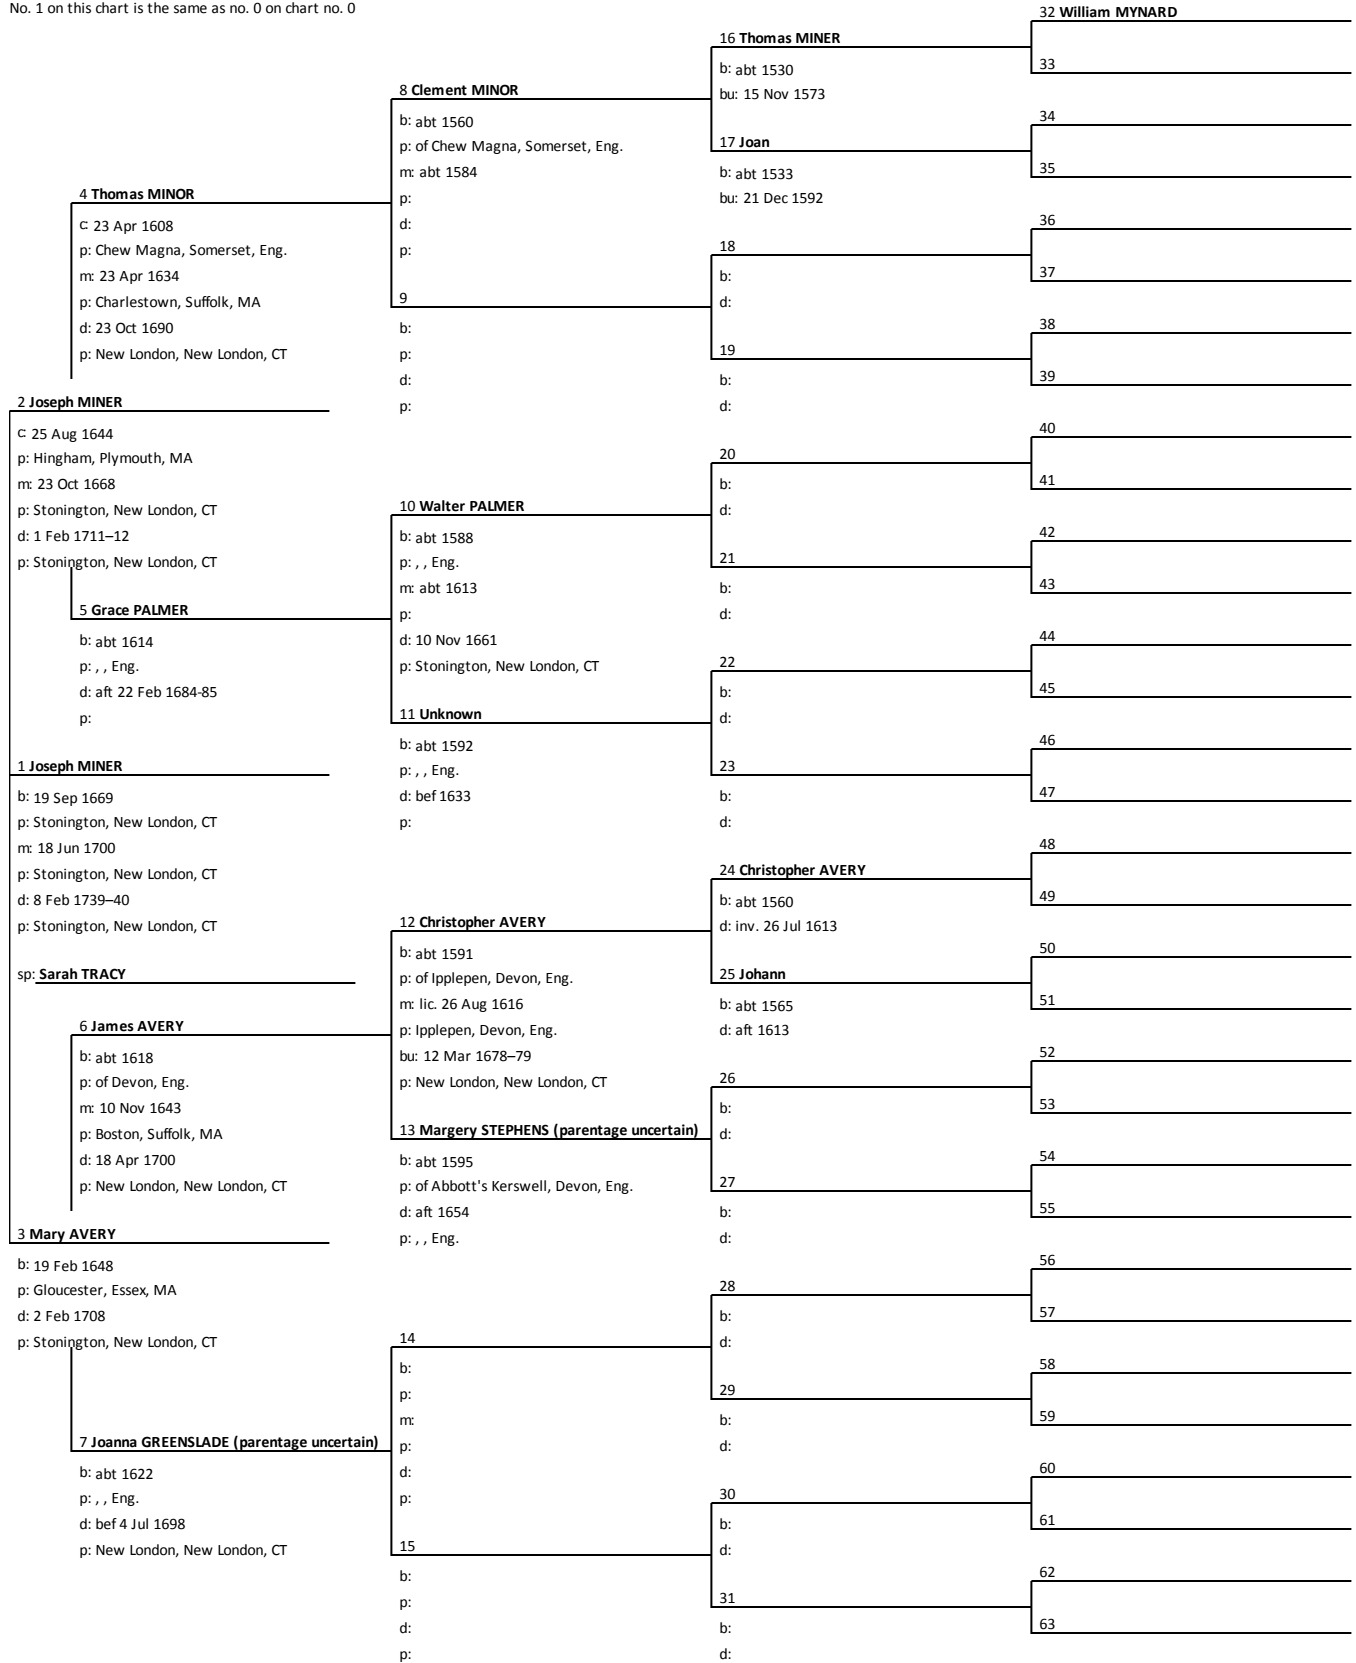 No. 1 on this chart is the same as no. 0 on chart no. 0
1 Joseph MINER
b: 19 Sep 1669
p: Stonington, New London, CT
m: 18 Jun 1700
p: Stonington, New London, CT
d: 8 Feb 1739–40
p: Stonington, New London, CT
sp: Sarah TRACY
2 Joseph MINER
c: 25 Aug 1644
p: Hingham, Plymouth, MA
m: 23 Oct 1668
p: Stonington, New London, CT
d: 1 Feb 1711–12
p: Stonington, New London, CT
3 Mary AVERY
b: 19 Feb 1648
p: Gloucester, Essex, MA
d: 2 Feb 1708
p: Stonington, New London, CT
4 Thomas MINOR
c: 23 Apr 1608
p: Chew Magna, Somerset, Eng.
m: 23 Apr 1634
p: Charlestown, Suffolk, MA
d: 23 Oct 1690
p: New London, New London, CT
5 Grace PALMER
b: abt 1614
p: , , Eng.
d: aft 22 Feb 1684-85
p:
6 James AVERY
b: abt 1618
p: of Devon, Eng.
m: 10 Nov 1643
p: Boston, Suffolk, MA
d: 18 Apr 1700
p: New London, New London, CT
7 Joanna GREENSLADE (parentage uncertain)
b: abt 1622
p: , , Eng.
d: bef 4 Jul 1698
p: New London, New London, CT
8 Clement MINOR
b: abt 1560
p: of Chew Magna, Somerset, Eng.
m: abt 1584
p:
d:
p:
9
b:
p:
d:
p:
10 Walter PALMER
b: abt 1588
p: , , Eng.
m: abt 1613
p:
d: 10 Nov 1661
p: Stonington, New London, CT
11 Unknown
b: abt 1592
p: , , Eng.
d: bef 1633
p:
12 Christopher AVERY
b: abt 1591
p: of Ipplepen, Devon, Eng.
m: lic. 26 Aug 1616
p: Ipplepen, Devon, Eng.
bu: 12 Mar 1678–79
p: New London, New London, CT
13 Margery STEPHENS (parentage uncertain)
b: abt 1595
p: of Abbott's Kerswell, Devon, Eng.
d: aft 1654
p: , , Eng.
14
b:
p:
m:
p:
d:
p:
15
b:
p:
d:
p:
16 Thomas MINER
b: abt 1530
bu: 15 Nov 1573
17 Joan
b: abt 1533
bu: 21 Dec 1592
18
b:
d:
19
b:
d:
20
b:
d:
21
b:
d:
22
b:
d:
23
b:
d:
24 Christopher AVERY
b: abt 1560
d: inv. 26 Jul 1613
25 Johann
b: abt 1565
d: aft 1613
26
b:
d:
27
b:
d:
28
b:
d:
29
b:
d:
30
b:
d:
31
b:
d:
32 William MYNARD
33
34
35
36
37
38
39
40
41
42
43
44
45
46
47
48
49
50
51
52
53
54
55
56
57
58
59
60
61
62
63